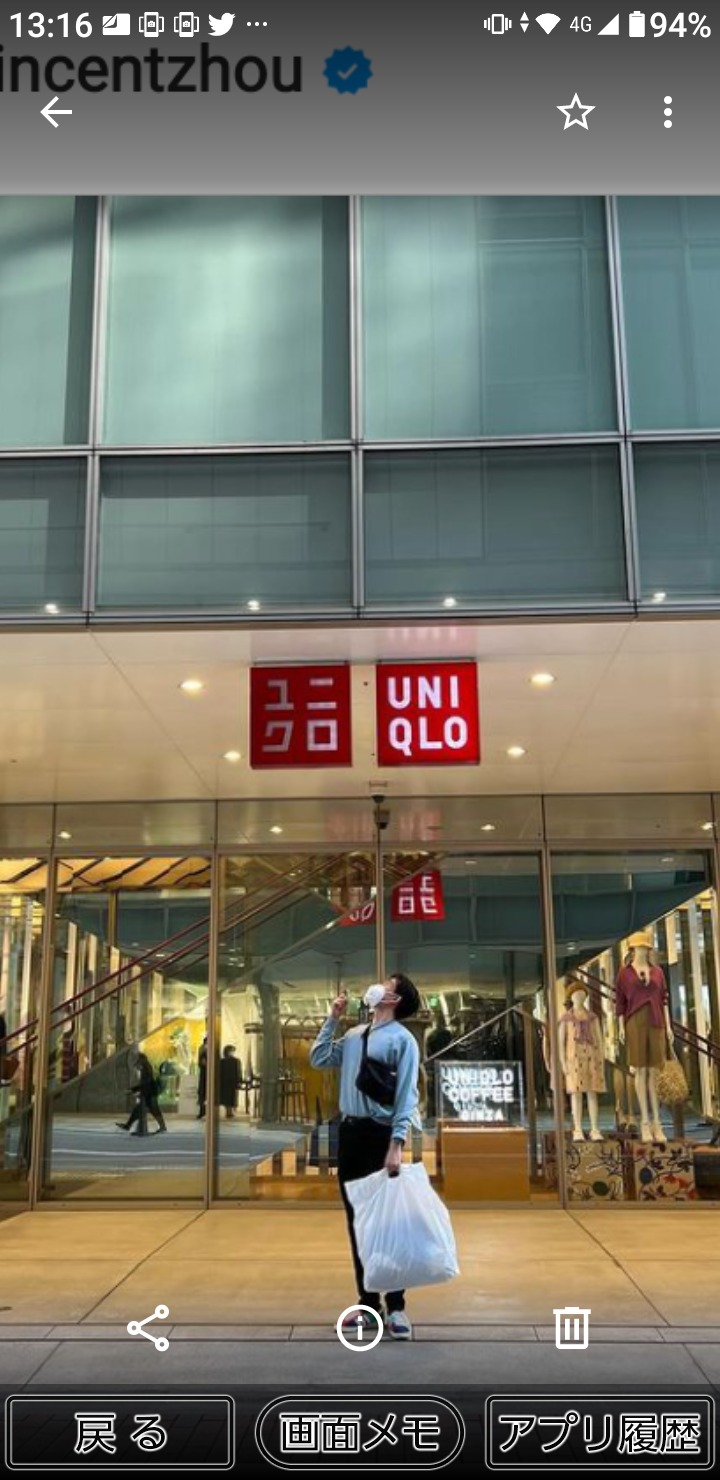 13:16
4G
94%
incentzhou
ユニ
クロ
UNI
QLO
UNIQLO
COFFEE
GINZA
戻る
画面メモ
アプリ履歴